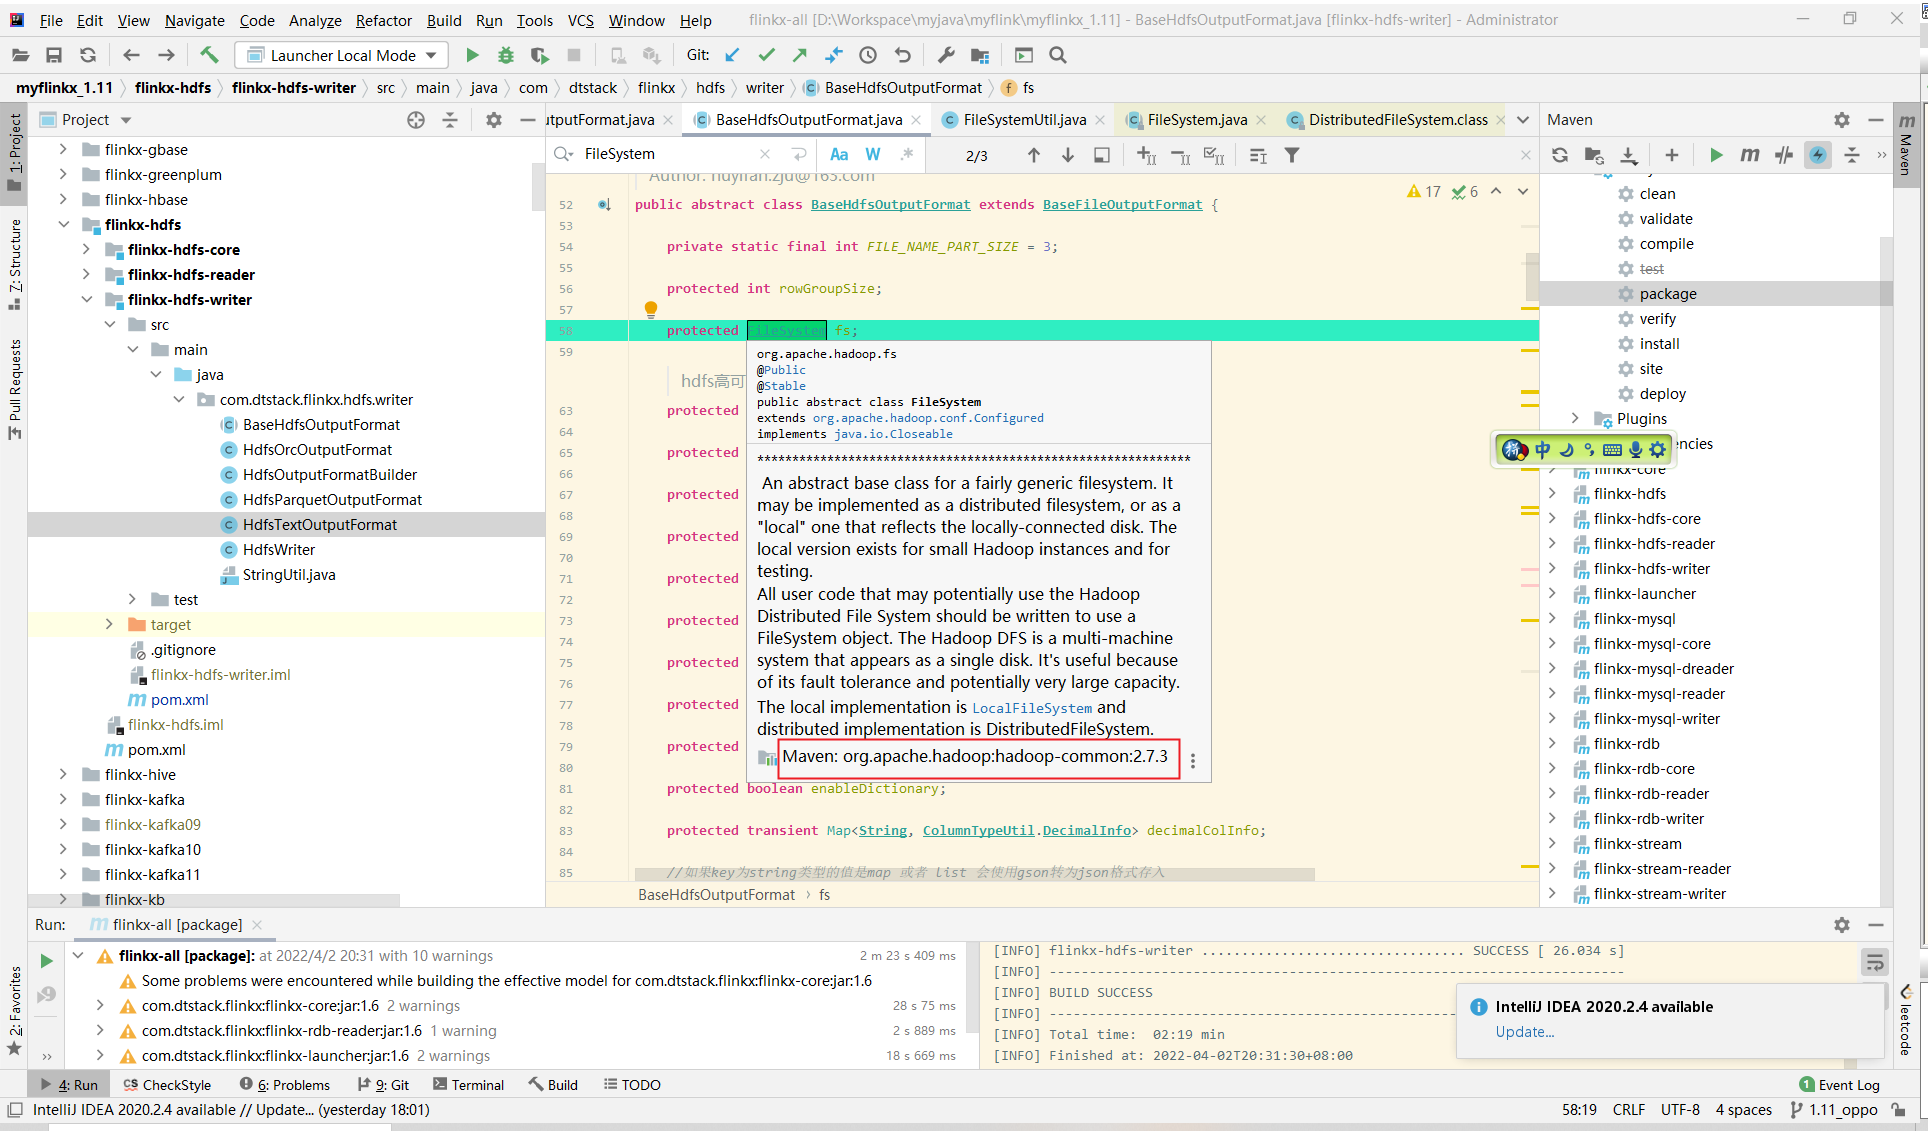 File Edit View Navigate Code Analyze Refactor Build Run Tools VCS Window Help flinkx-all [D:\Workspace\myjava\myflink\myflinkx_1.11] - BaseHdfsOutputFormat.java [flinkx-hdfs-writer] - Administrator
Launcher Local Mode Git:
myflinkx_1.11 flinkx-hdfs flinkx-hdfs-writer src main java com dtstack flinkx hdfs writer BaseHdfsOutputFormat fs
1: Project
Z: Structure
Pull Requests
2: Favorites
Project
flinkx-gbase
flinkx-greenplum
flinkx-hbase
flinkx-hdfs
flinkx-hdfs-core
flinkx-hdfs-reader
flinkx-hdfs-writer
src
main
java
com.dtstack.flinkx.hdfs.writer
BaseHdfsOutputFormat
HdfsOrcOutputFormat
HdfsOutputFormatBuilder
HdfsParquetOutputFormat
HdfsTextOutputFormat
HdfsWriter
StringUtil.java
test
target
.gitignore
flinkx-hdfs-writer.iml
pom.xml
flinkx-hdfs.iml
pom.xml
flinkx-hive
flinkx-kafka
flinkx-kafka09
flinkx-kafka10
flinkx-kafka11
flinkx-kb
utputFormat.java BaseHdfsOutputFormat.java FileSystemUtil.java FileSystem.java DistributedFileSystem.class
FileSystem Aa W .* 2/3
17 6
Author: huyifan.zju@163.com
52 public abstract class BaseHdfsOutputFormat extends BaseFileOutputFormat {
53
54 private static final int FILE_NAME_PART_SIZE = 3;
55
56 protected int rowGroupSize;
57
58 protected FileSystem fs;
59
hdfs高可
63 protected
64
65 protected
66
67 protected
68
69 protected
70
71 protected
72
73 protected
74
75 protected
76
77 protected
78
79 protected
80
81 protected boolean enableDictionary;
82
83 protected transient Map<String, ColumnTypeUtil.DecimalInfo> decimalColInfo;
84
85 //如果key为string类型的值是map 或者 list 会使用gson转为json格式存入
BaseHdfsOutputFormat › fs
org.apache.hadoop.fs
@Public
@Stable
public abstract class FileSystem
extends org.apache.hadoop.conf.Configured
implements java.io.Closeable
**************************************************************
An abstract base class for a fairly generic filesystem. It
may be implemented as a distributed filesystem, or as a
"local" one that reflects the locally-connected disk. The
local version exists for small Hadoop instances and for
testing.
All user code that may potentially use the Hadoop
Distributed File System should be written to use a
FileSystem object. The Hadoop DFS is a multi-machine
system that appears as a single disk. It's useful because
of its fault tolerance and potentially very large capacity.
The local implementation is LocalFileSystem and
distributed implementation is DistributedFileSystem.
Maven: org.apache.hadoop:hadoop-common:2.7.3
Maven
clean
validate
compile
test
package
verify
install
site
deploy
Plugins
encies
中
flinkx-core
flinkx-hdfs
flinkx-hdfs-core
flinkx-hdfs-reader
flinkx-hdfs-writer
flinkx-launcher
flinkx-mysql
flinkx-mysql-core
flinkx-mysql-dreader
flinkx-mysql-reader
flinkx-mysql-writer
flinkx-rdb
flinkx-rdb-core
flinkx-rdb-reader
flinkx-rdb-writer
flinkx-stream
flinkx-stream-reader
flinkx-stream-writer
m Maven
leetcode
Run: flinkx-all [package]
flinkx-all [package]: at 2022/4/2 20:31 with 10 warnings 2 m 23 s 409 ms
Some problems were encountered while building the effective model for com.dtstack.flinkx:flinkx-core:jar:1.6
com.dtstack.flinkx:flinkx-core:jar:1.6 2 warnings 28 s 75 ms
com.dtstack.flinkx:flinkx-rdb-reader:jar:1.6 1 warning 2 s 889 ms
com.dtstack.flinkx:flinkx-launcher:jar:1.6 2 warnings 18 s 669 ms
[INFO] flinkx-hdfs-writer ................................. SUCCESS [ 26.034 s]
[INFO] ------------------------------------------------------------------------
[INFO] BUILD SUCCESS
[INFO] ------------------------------------------------------------------------
[INFO] Total time: 02:19 min
[INFO] Finished at: 2022-04-02T20:31:30+08:00
IntelliJ IDEA 2020.2.4 available
Update...
4: Run CheckStyle 6: Problems 9: Git Terminal Build TODO 1 Event Log
IntelliJ IDEA 2020.2.4 available // Update... (yesterday 18:01) 58:19 CRLF UTF-8 4 spaces 1.11_oppo